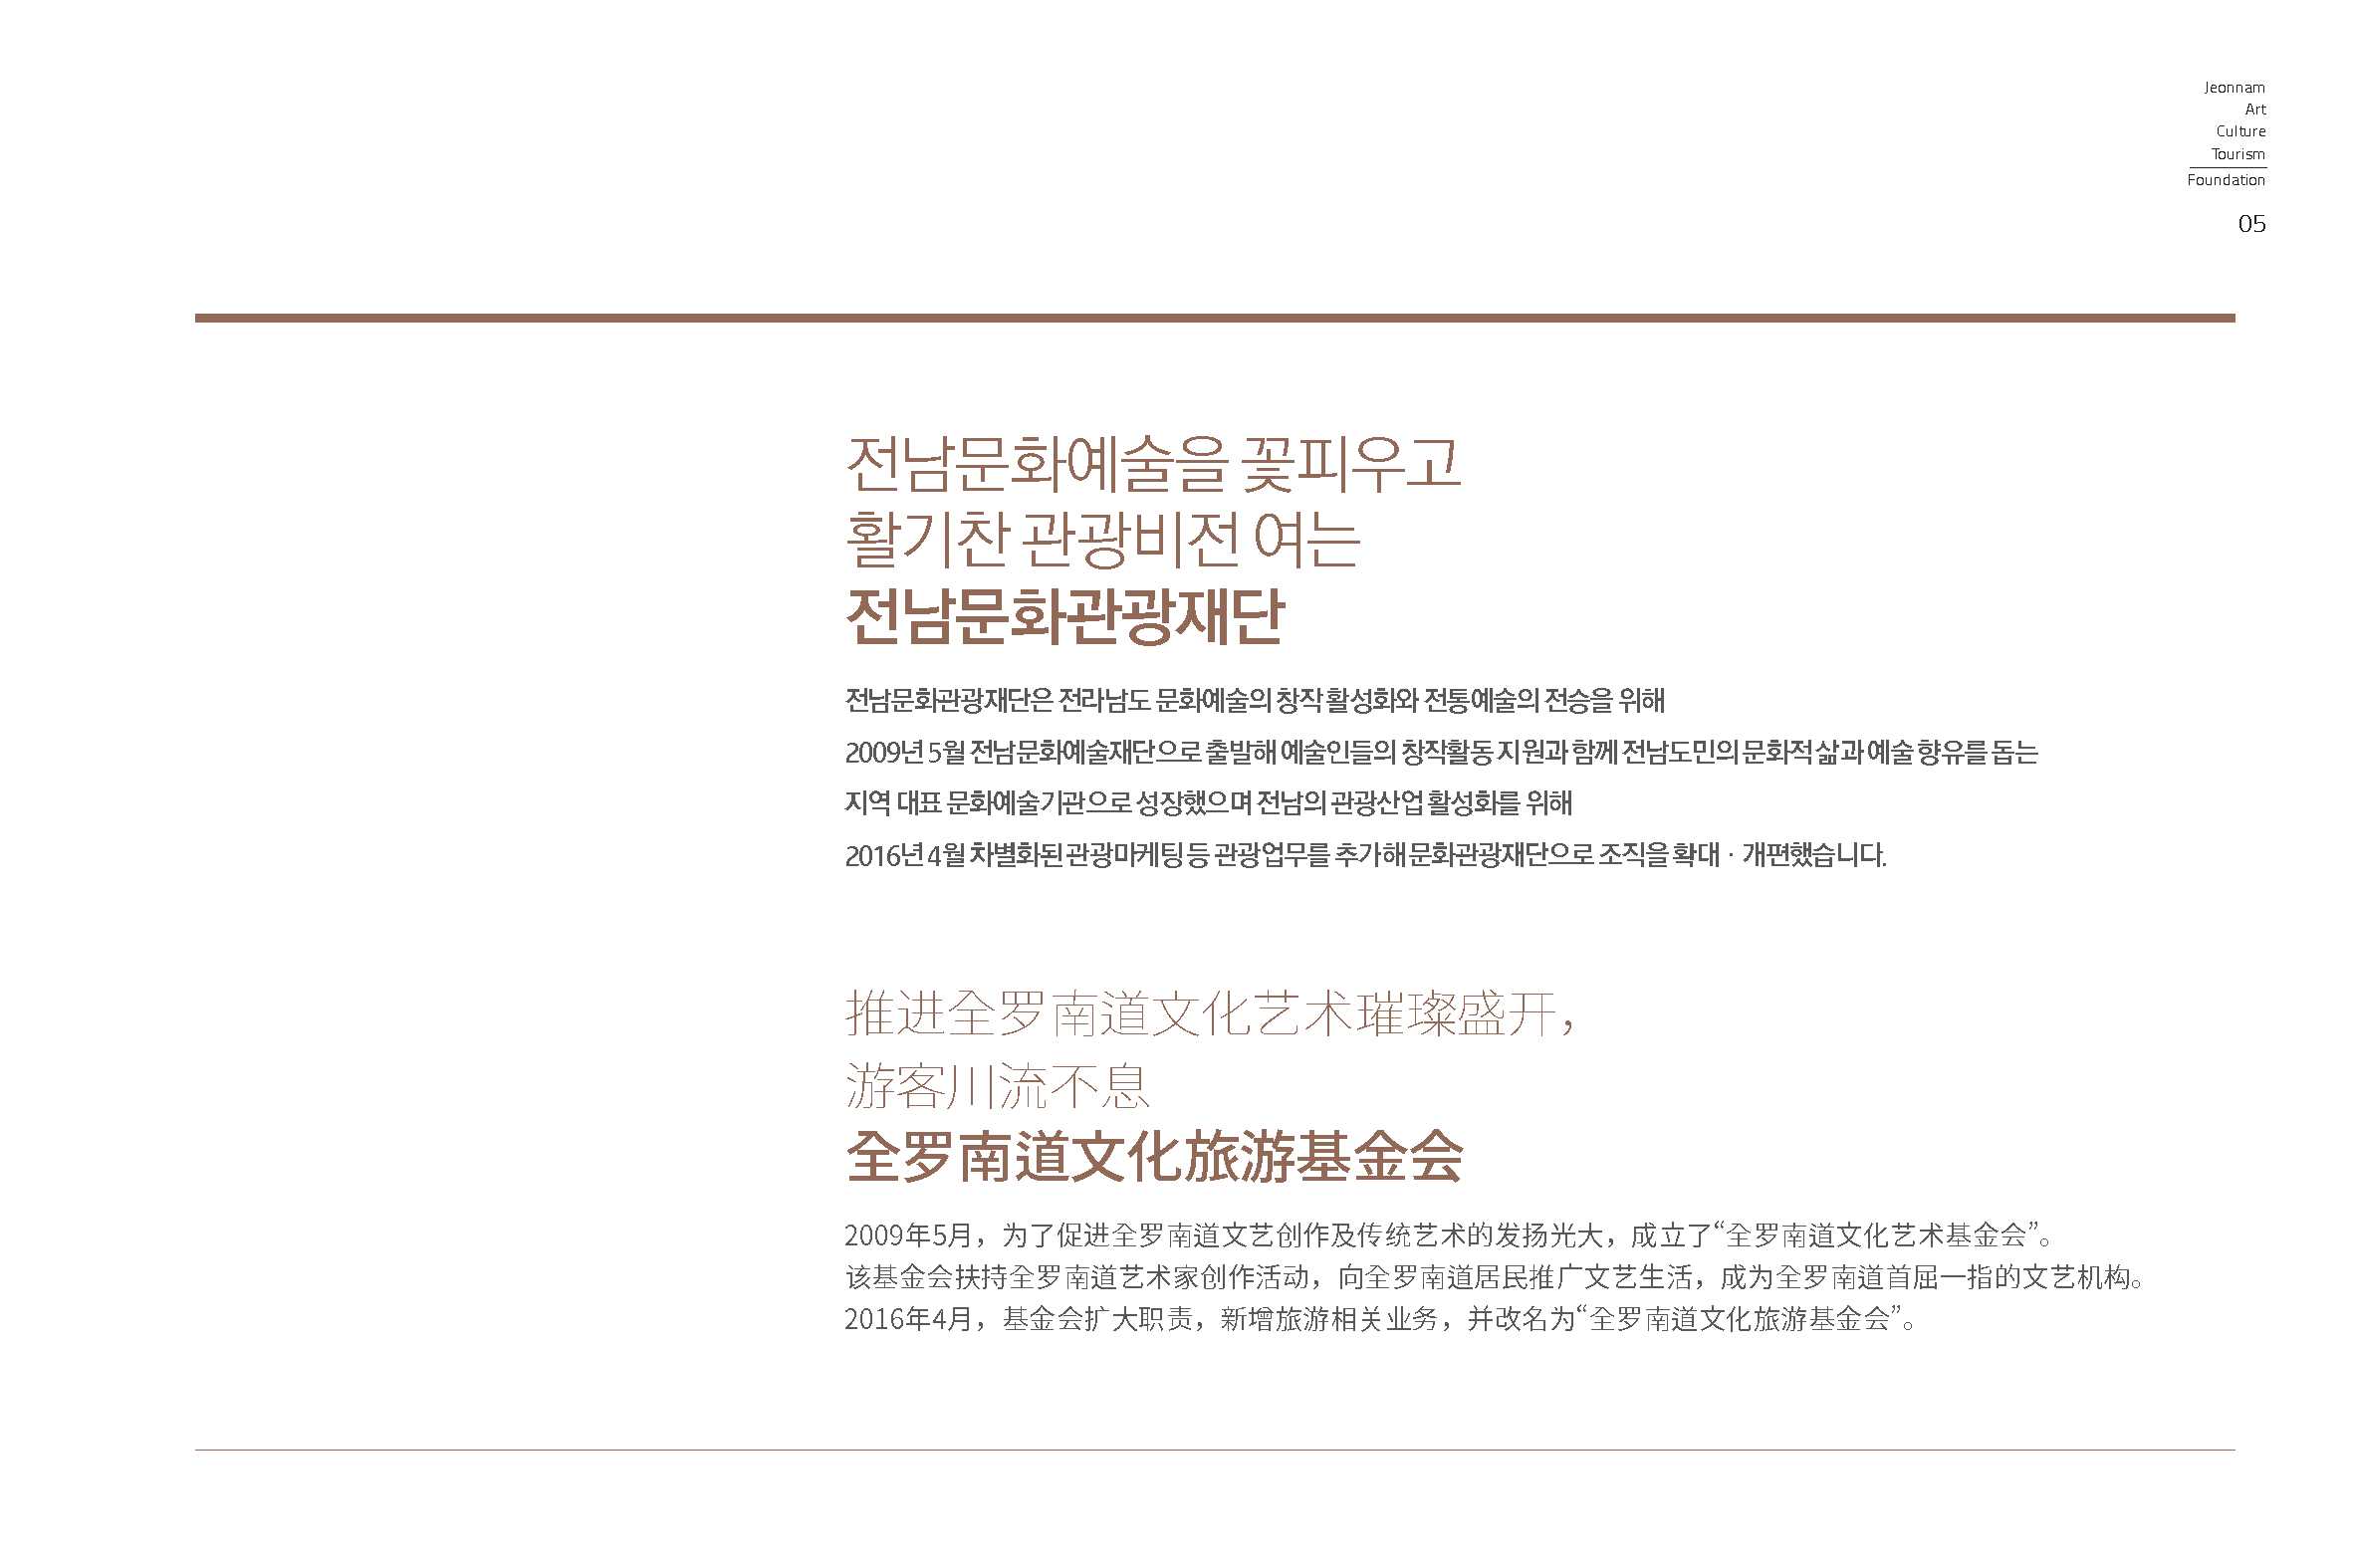 Jeonnam
Art
Culture
Tourism
Foundation
05
전남문화예술을 꽃피우고
활기찬 관광비전 여는
전남문화관광재단
전남문화관광재단은 전라남도 문화예술의 창작 활성화와 전통예술의 전승을 위해
2009년 5월 전남문화예술재단으로 출발해 예술인들의 창작활동 지원과 함께 전남도민의 문화적 삶과 예술 향유를 돕는
지역 대표 문화예술기관으로 성장했으며 전남의 관광산업 활성화를 위해
2016년 4월 차별화된 관광마케팅 등 관광업무를 추가해 문화관광재단으로 조직을 확대 · 개편했습니다.
推进全罗南道文化艺术璀璨盛开，
游客川流不息
全罗南道文化旅游基金会
2009年5月，为了促进全罗南道文艺创作及传统艺术的发扬光大，成立了“全罗南道文化艺术基金会”。
该基金会扶持全罗南道艺术家创作活动，向全罗南道居民推广文艺生活，成为全罗南道首屈一指的文艺机构。
2016年4月，基金会扩大职责，新增旅游相关业务，并改名为“全罗南道文化旅游基金会”。